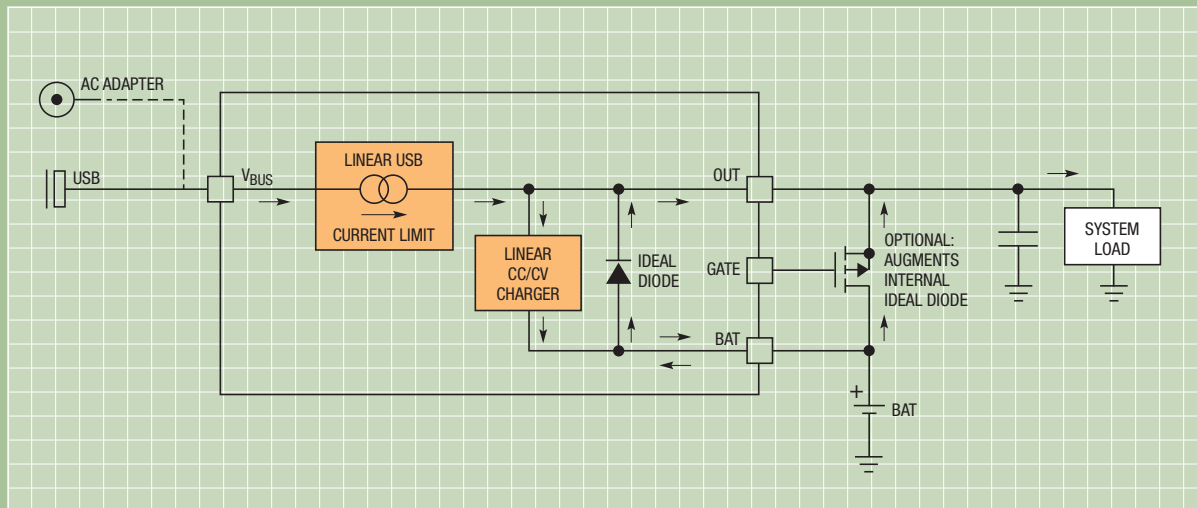 AC ADAPTER
USB
VBUS
LINEAR USB
CURRENT LIMIT
LINEAR
CC/CV
CHARGER
IDEAL
DIODE
OUT
GATE
BAT
OPTIONAL:
AUGMENTS
INTERNAL
IDEAL DIODE
SYSTEM
LOAD
+
BAT